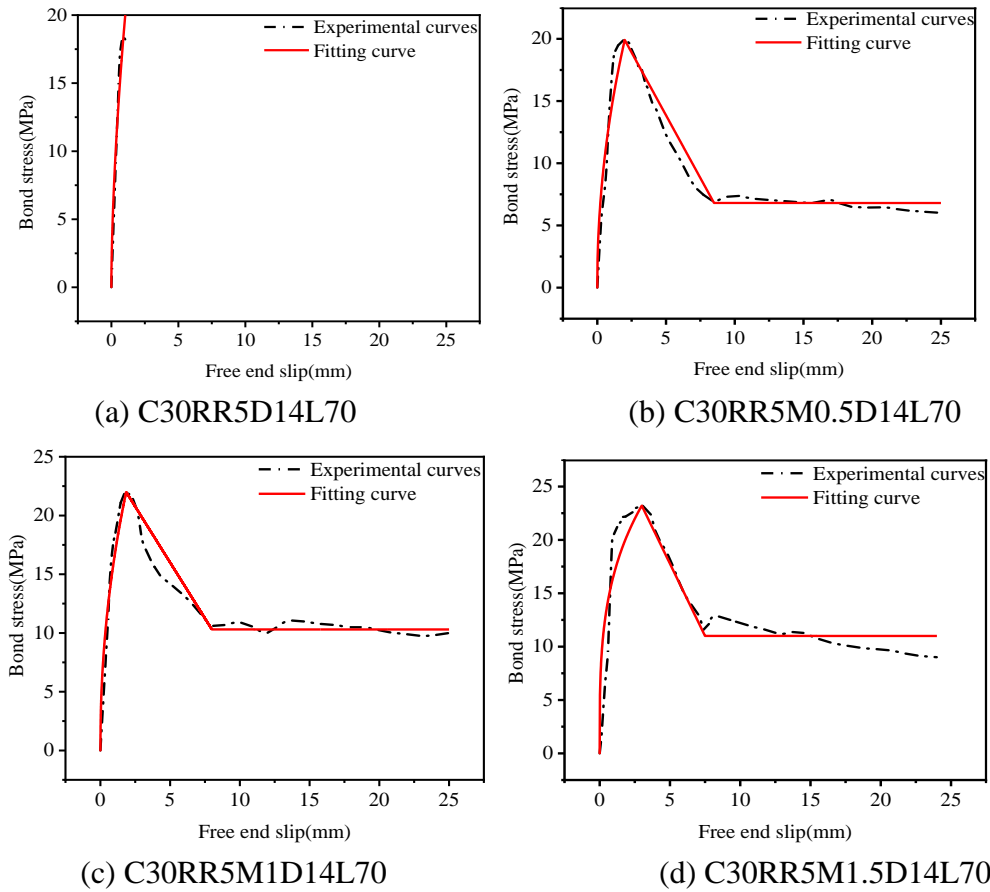 20
15
10
5
0
Bond stress(MPa)
Experimental curves
Fitting curve
0 5 10 15 20 25
Free end slip(mm)
(a) C30RR5D14L70
20
15
10
5
0
Bond stress(MPa)
Experimental curves
Fitting curve
0 5 10 15 20 25
Free end slip(mm)
(b) C30RR5M0.5D14L70
25
20
15
10
5
0
Bond stress(MPa)
Experimental curves
Fitting curve
0 5 10 15 20 25
Free end slip(mm)
(c) C30RR5M1D14L70
25
20
15
10
5
0
Bond stress(MPa)
Experimental curves
Fitting curve
0 5 10 15 20 25
Free end slip(mm)
(d) C30RR5M1.5D14L70